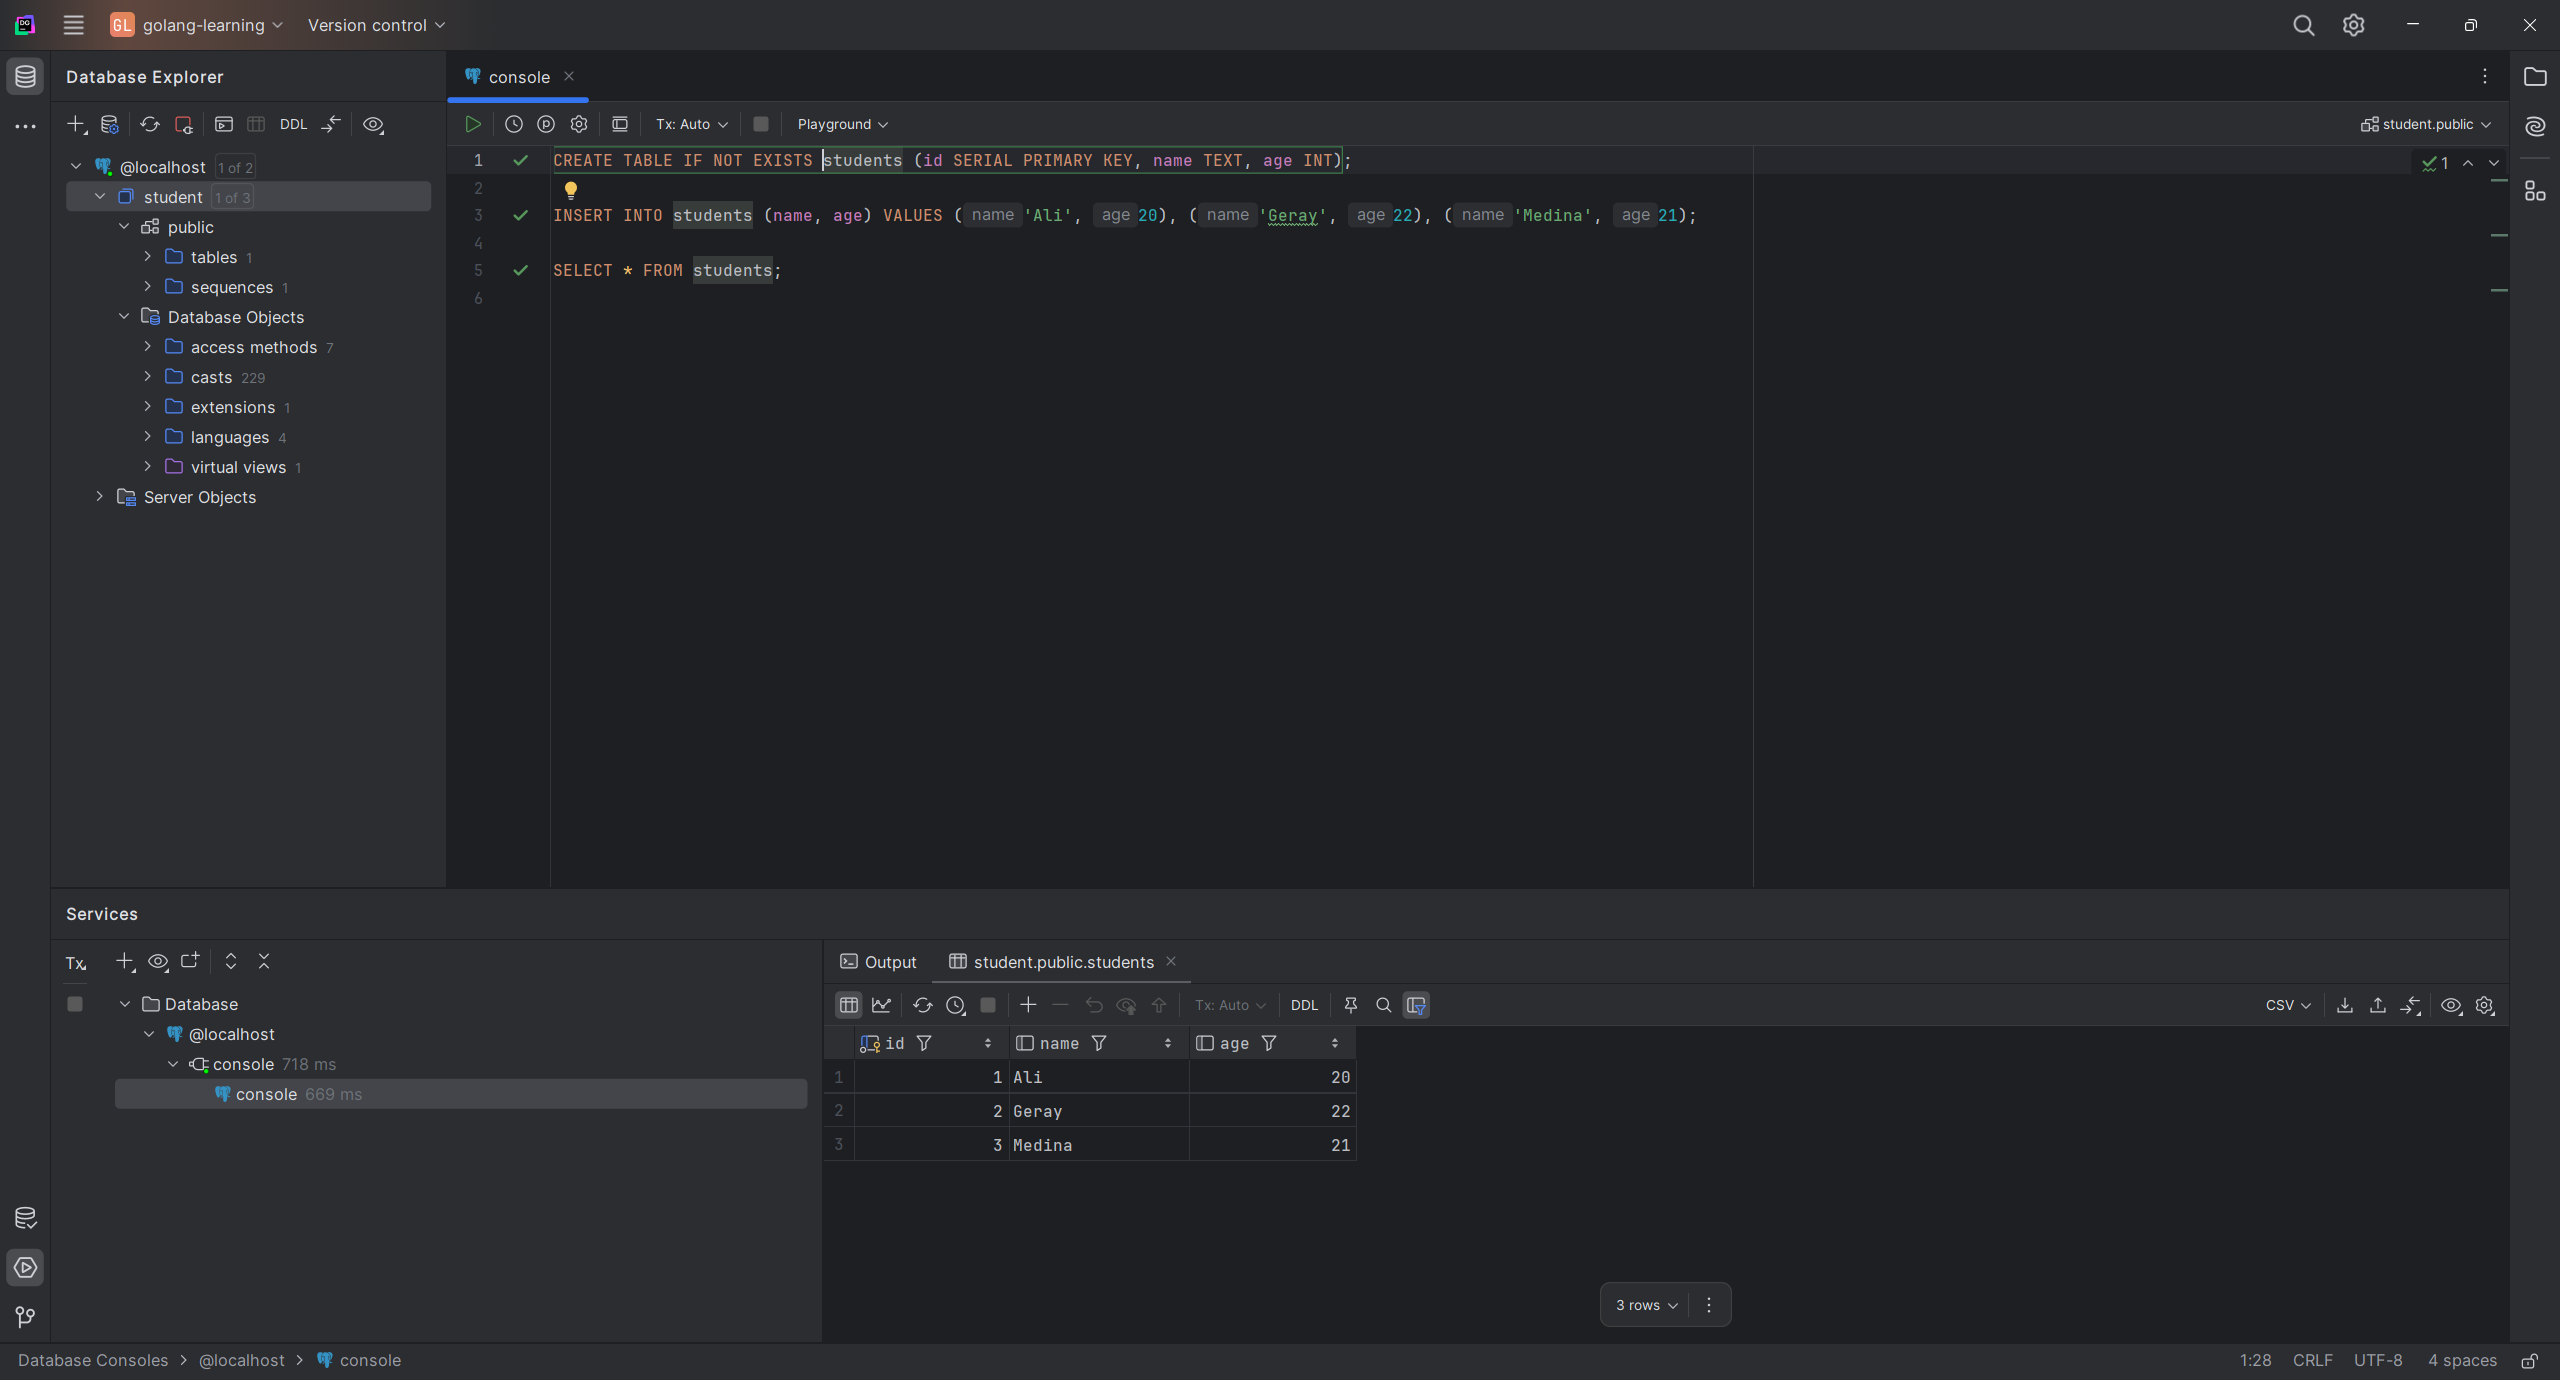 GL golang-learning Version control
Database Explorer
console
DDL
Tx: Auto Playground student.public
@localhost 1 of 2
student 1 of 3
public
tables 1
sequences 1
Database Objects
access methods 7
casts 229
extensions 1
languages 4
virtual views 1
Server Objects
1 CREATE TABLE IF NOT EXISTS students (id SERIAL PRIMARY KEY, name TEXT, age INT);
1
2
3 INSERT INTO students (name, age) VALUES ( name 'Ali', age 20), ( name 'Geray', age 22), ( name 'Medina', age 21);
4
5 SELECT * FROM students;
6
Services
Tx
Database
@localhost
console 718 ms
console 669 ms
Output student.public.students
Tx: Auto DDL CSV
id name age
1 1 Ali 20
2 2 Geray 22
3 3 Medina 21
3 rows
Database Consoles > @localhost > console
1:28 CRLF UTF-8 4 spaces